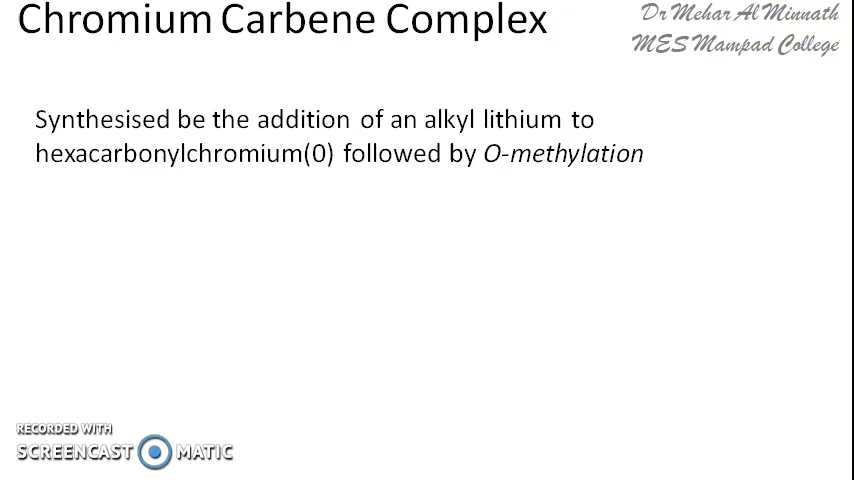 Chromium Carbene Complex
Dr Mehar Al Minnath
MES Mampad College
Synthesised be the addition of an alkyl lithium to
hexacarbonylchromium(0) followed by O-methylation
RECORDED WITH
SCREENCAST MATIC